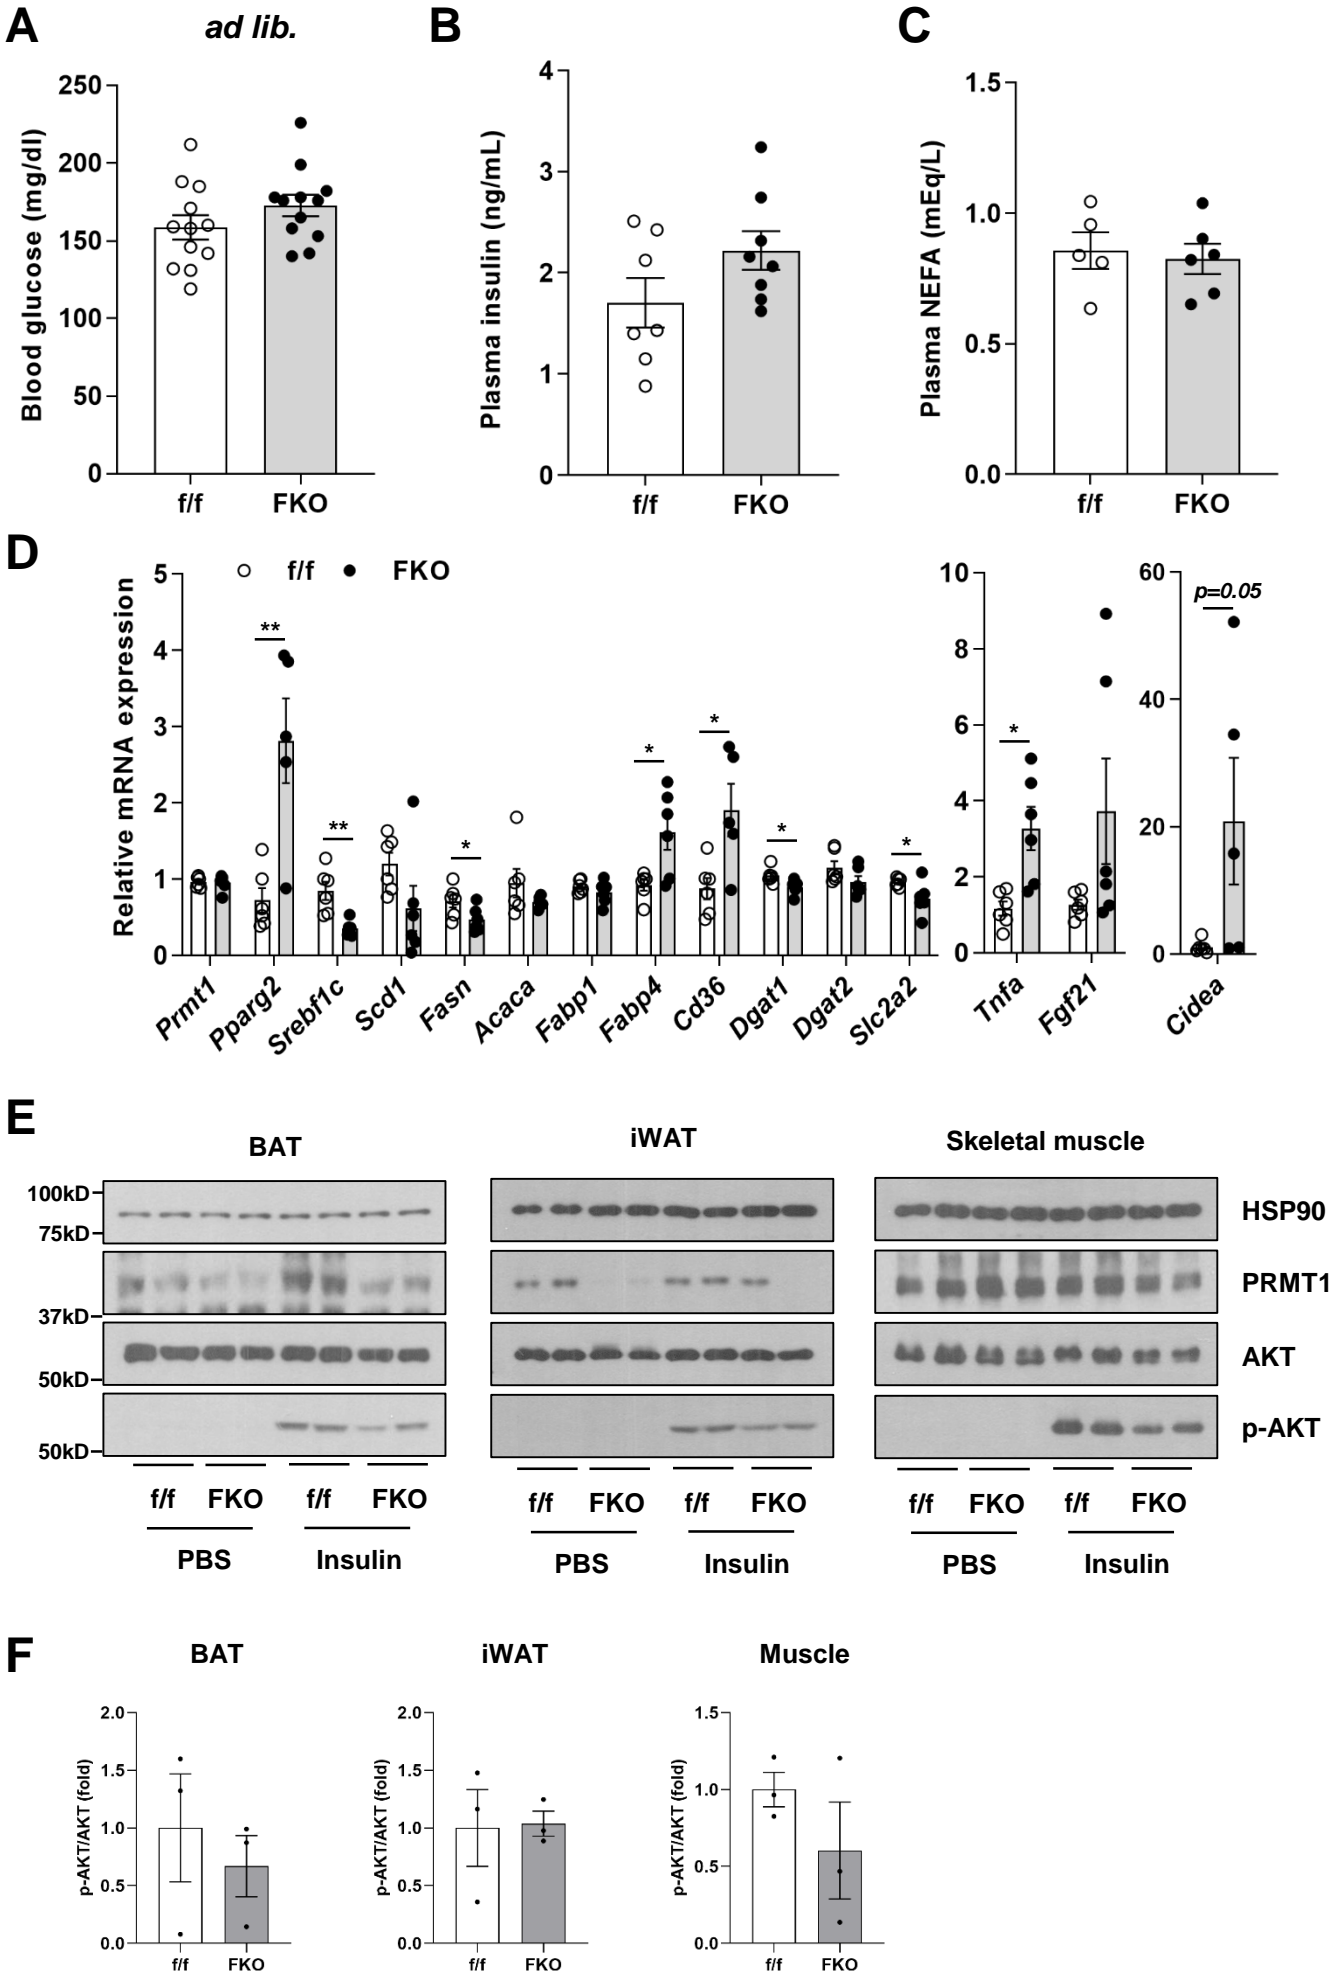 A
ad lib.
Blood glucose (mg/dl)
250
200
150
100
50
0
f/f
FKO
B
Plasma insulin (ng/mL)
4
3
2
1
0
f/f
FKO
C
Plasma NEFA (mEq/L)
1.5
1.0
0.5
0.0
f/f
FKO
D
f/f
FKO
Relative mRNA expression
5
4
3
2
1
0
**
**
*
*
*
*
*
Prmt1
Pparg2
Srebf1c
Scd1
Fasn
Acaca
Fabp1
Fabp4
Cd36
Dgat1
Dgat2
Slc2a2
10
8
6
4
2
0
*
Tnfa
Fgf21
60
40
20
0
p=0.05
Cidea
E
BAT
iWAT
Skeletal muscle
100kD
75kD
37kD
50kD
50kD
HSP90
PRMT1
AKT
p-AKT
f/f FKO f/f FKO
PBS Insulin
f/f FKO f/f FKO
PBS Insulin
f/f FKO f/f FKO
PBS Insulin
F
BAT
p-AKT/AKT (fold)
2.0
1.5
1.0
0.5
0.0
f/f
FKO
iWAT
p-AKT/AKT (fold)
2.0
1.5
1.0
0.5
0.0
f/f
FKO
Muscle
p-AKT/AKT (fold)
1.5
1.0
0.5
0.0
f/f
FKO